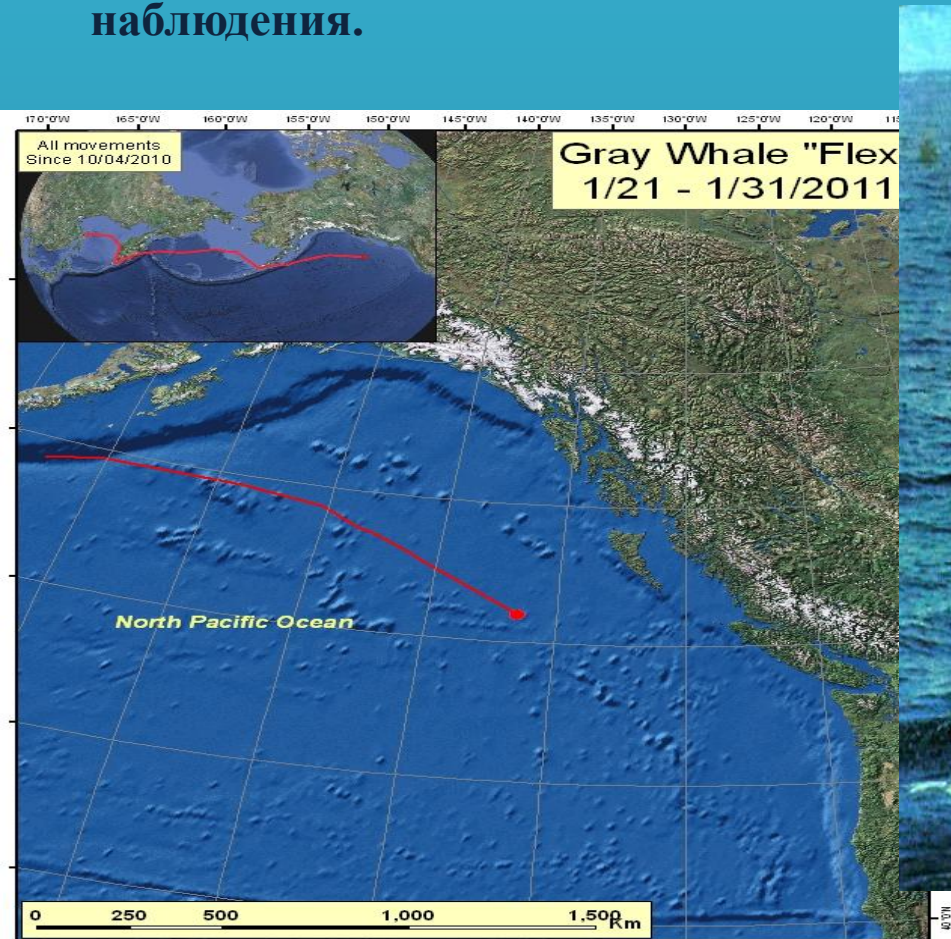 наблюдения.
170°0'W 165°0'W 160°0'W 155°0'W 150°0'W 145°0'W 140°0'W 135°0'W 130°0'W 125°0'W 120°0'W
All movements
Since 10/04/2010
Gray Whale "Flex
1/21 - 1/31/2011
North Pacific Ocean
0 250 500 1,000 1,500
Km